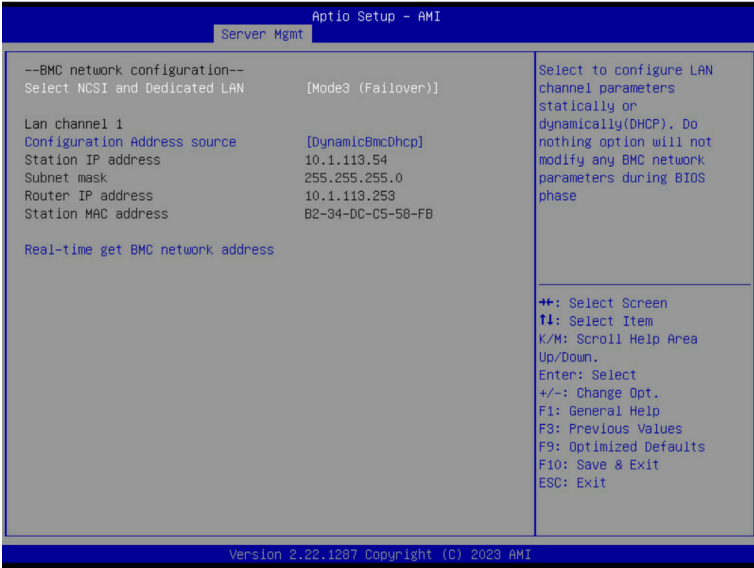 Aptio Setup – AMI
Server Mgmt
--BMC network configuration--
Select NCSI and Dedicated LAN [Mode3 (Failover)]
Lan channel 1
Configuration Address source [DynamicBmcDhcp]
Station IP address 10.1.113.54
Subnet mask 255.255.255.0
Router IP address 10.1.113.253
Station MAC address B2-34-DC-C5-58-FB
Real-time get BMC network address
Select to configure LAN
channel parameters
statically or
dynamically(DHCP). Do
nothing option will not
modify any BMC network
parameters during BIOS
phase
→←: Select Screen
↑↓: Select Item
K/M: Scroll Help Area
Up/Down.
Enter: Select
+/-: Change Opt.
F1: General Help
F3: Previous Values
F9: Optimized Defaults
F10: Save & Exit
ESC: Exit
Version 2.22.1287 Copyright (C) 2023 AMI